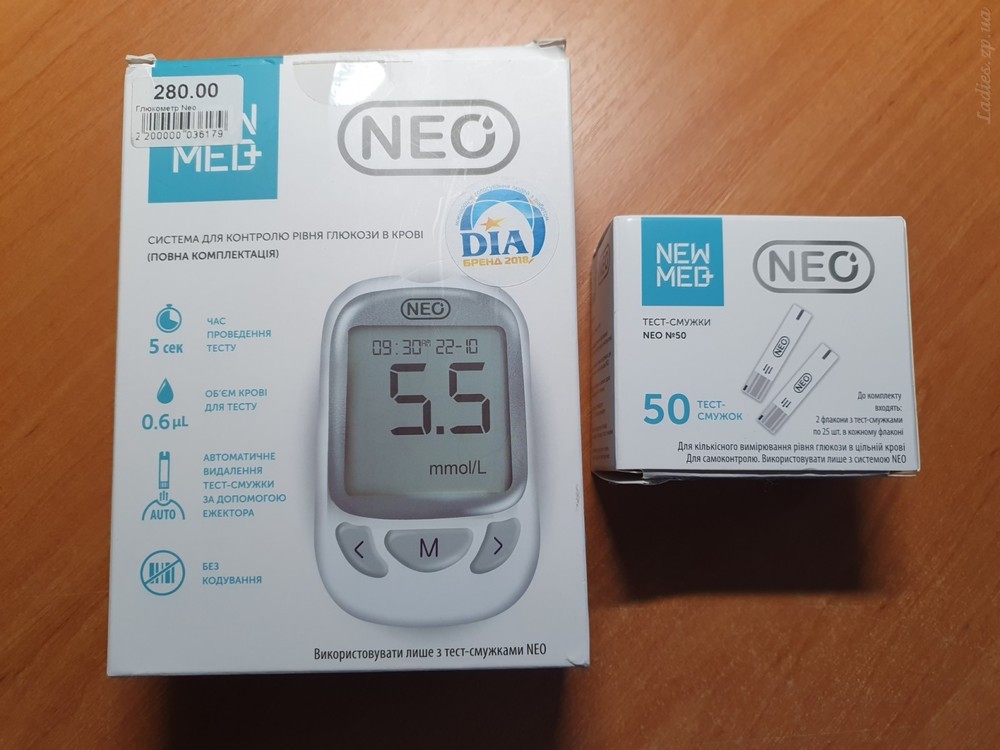 280.00
Глюкометр Neo
2 200000 036179
MED+
NEO
DIA
БРЕНД 2018
СИСТЕМА ДЛЯ КОНТРОЛЮ РІВНЯ ГЛЮКОЗИ В КРОВІ
(ПОВНА КОМПЛЕКТАЦІЯ)
5 сек
ЧАС
ПРОВЕДЕННЯ
ТЕСТУ
0.6 µL
ОБ'ЄМ КРОВІ
ДЛЯ ТЕСТУ
AUTO
АВТОМАТИЧНЕ
ВИДАЛЕННЯ
ТЕСТ-СМУЖКИ
ЗА ДОПОМОГОЮ
ЕЖЕКТОРА
БЕЗ
КОДУВАННЯ
NEO
09:30AM 22-10
5.5
mmol/L
< M >
Використовувати лише з тест-смужками NEO
NEW
MED+
NEO
ТЕСТ-СМУЖКИ
NEO №50
NEO
NEO
50 ТЕСТ-
СМУЖОК
До комплекту
входять:
2 флакони з тест-смужками
по 25 шт. в кожному флаконі
Для кількісного вимірювання рівня глюкози в цільній крові
Для самоконтролю. Використовувати лише з системою NEO
Ladies.zp.ua